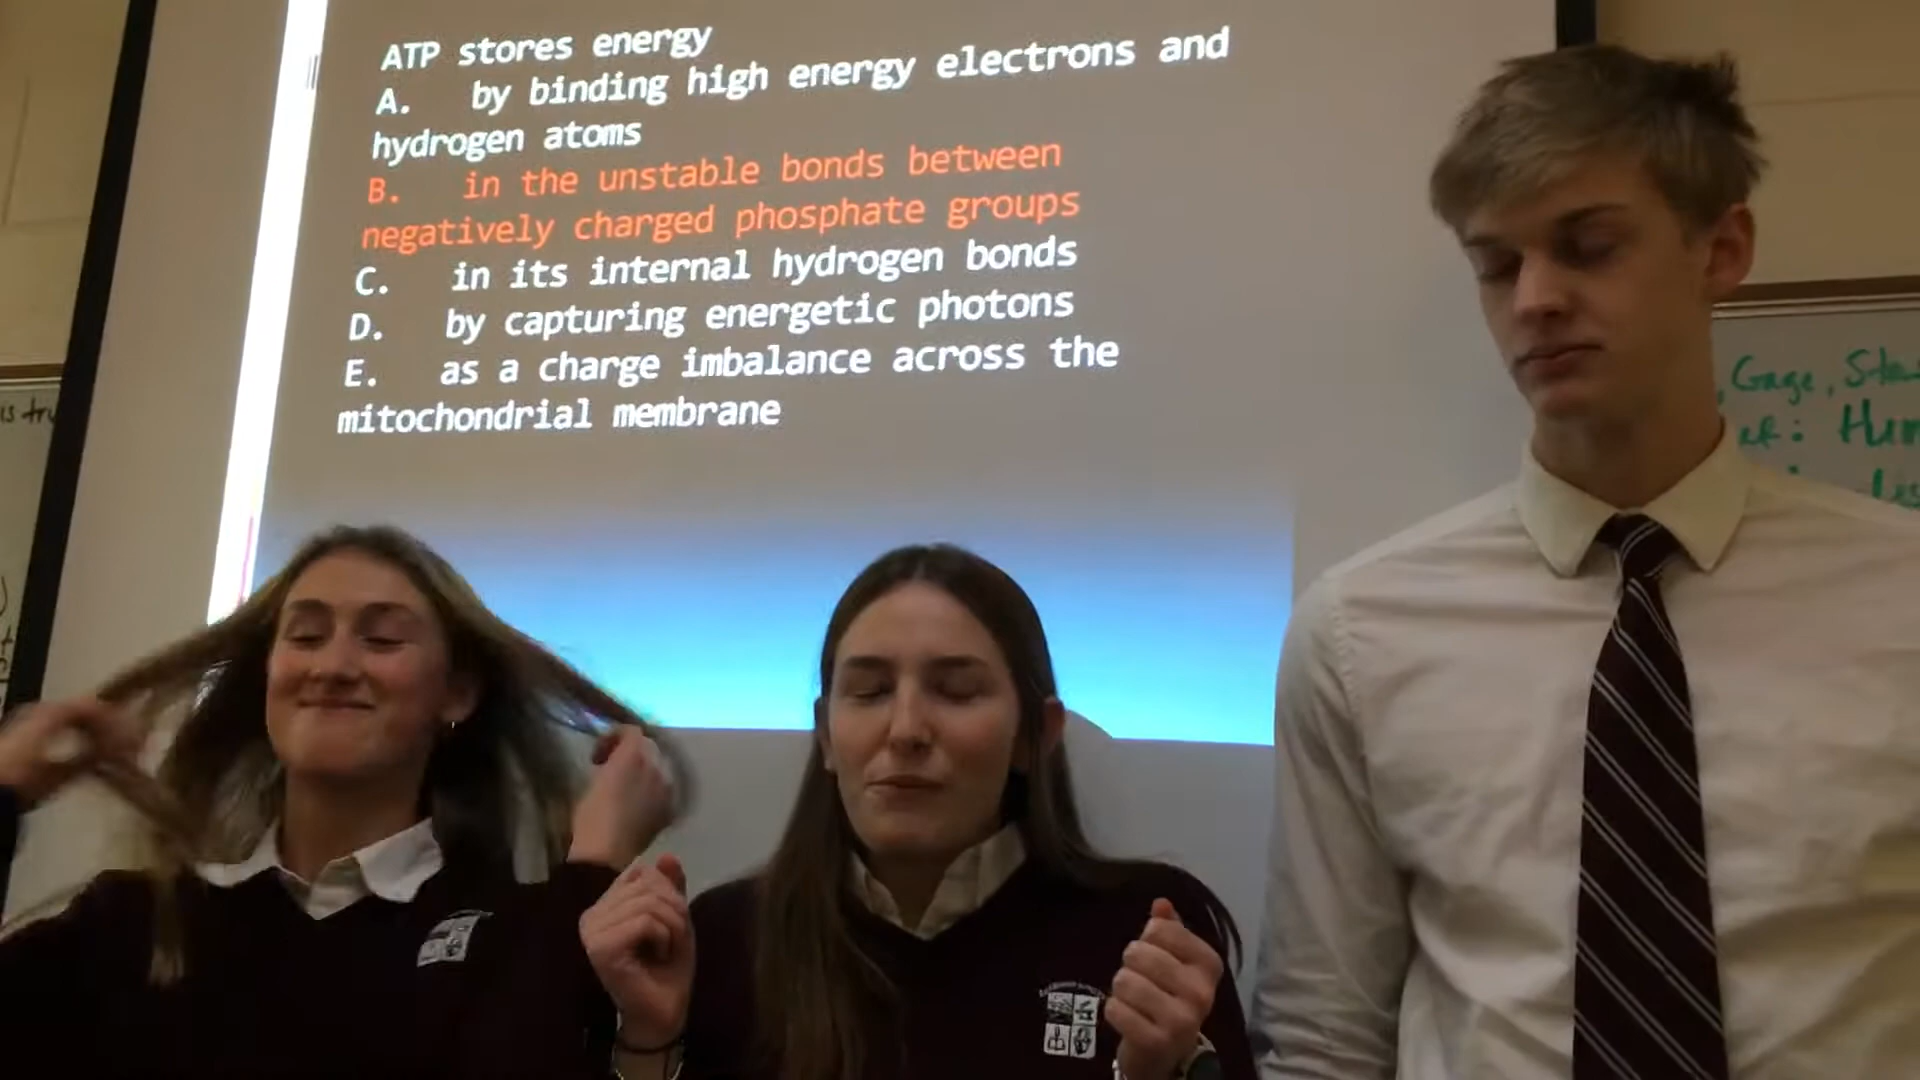 ATP stores energy
A. by binding high energy electrons and
hydrogen atoms
B. in the unstable bonds between
negatively charged phosphate groups
C. in its internal hydrogen bonds
D. by capturing energetic photons
E. as a charge imbalance across the
mitochondrial membrane
is
, Gage,